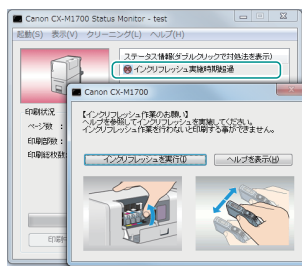 Canon CX-M1700 Status Monitor - test
起動(S) 表示(V) クリーニング(L) ヘルプ(H)
ステータス情報(ダブルクリックで対処法を表示)
インクリフレッシュ実施時期超過
Canon CX-M1700
印刷状況
ページ数 :
印刷部数 :
印刷総枚数:
【インクリフレッシュ作業のお願い】
ヘルプを参照してインクリフレッシュを実施してください。
インクリフレッシュ作業を行わないと印刷する事ができません。
インクリフレッシュを実行(I)
ヘルプを表示(H)